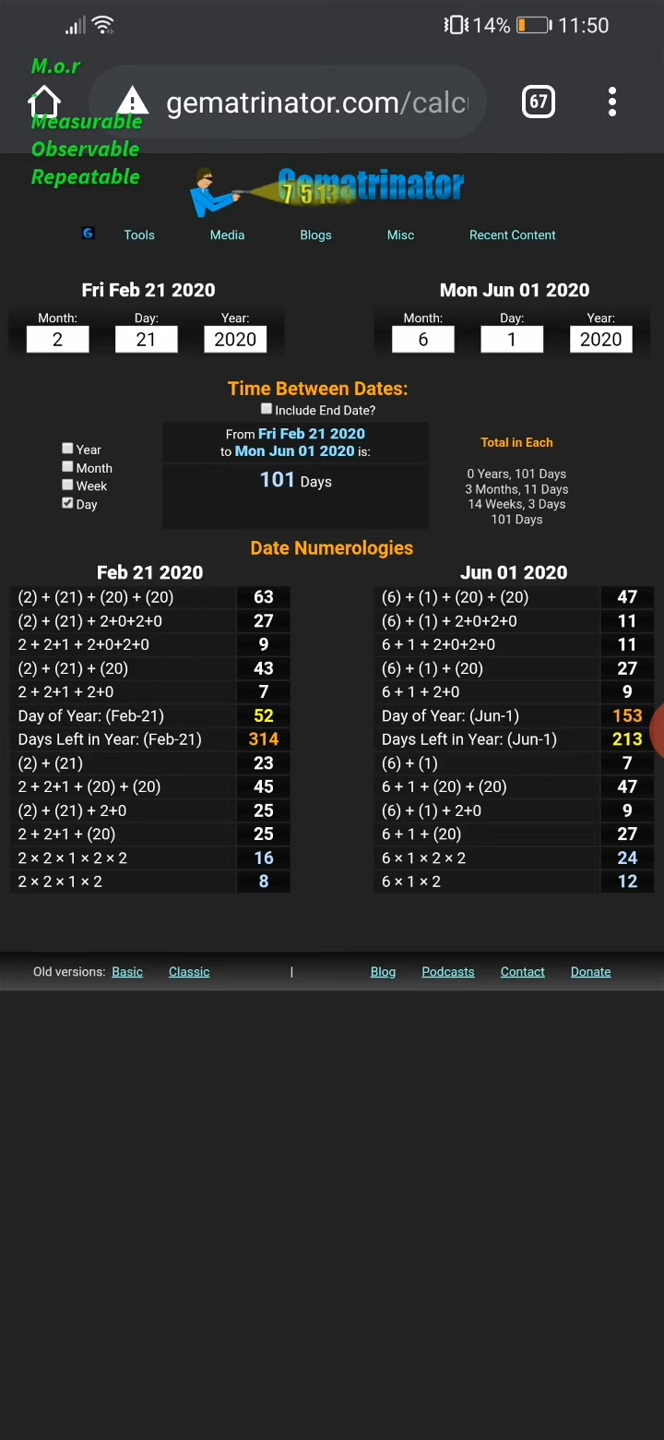 14% 11:50
M.o.r
-
gematrinator.com/calc
67
Measurable
Observable
Repeatable
Gematrinator
7 5 13
G Tools Media Blogs Misc Recent Content
Fri Feb 21 2020 Mon Jun 01 2020
Month: Day: Year: Month: Day: Year:
2 21 2020 6 1 2020
Time Between Dates:
Include End Date?
From Fri Feb 21 2020
to Mon Jun 01 2020 is:
101 Days
Year
Month
Week
Day
Total in Each
0 Years, 101 Days
3 Months, 11 Days
14 Weeks, 3 Days
101 Days
Date Numerologies
Feb 21 2020
(2) + (21) + (20) + (20) 63
(2) + (21) + 2+0+2+0 27
2 + 2+1 + 2+0+2+0 9
(2) + (21) + (20) 43
2 + 2+1 + 2+0 7
Day of Year: (Feb-21) 52
Days Left in Year: (Feb-21) 314
(2) + (21) 23
2 + 2+1 + (20) + (20) 45
(2) + (21) + 2+0 25
2 + 2+1 + (20) 25
2 × 2 × 1 × 2 × 2 16
2 × 2 × 1 × 2 8
Jun 01 2020
(6) + (1) + (20) + (20) 47
(6) + (1) + 2+0+2+0 11
6 + 1 + 2+0+2+0 11
(6) + (1) + (20) 27
6 + 1 + 2+0 9
Day of Year: (Jun-1) 153
Days Left in Year: (Jun-1) 213
(6) + (1) 7
6 + 1 + (20) + (20) 47
(6) + (1) + 2+0 9
6 + 1 + (20) 27
6 × 1 × 2 × 2 24
6 × 1 × 2 12
Old versions: Basic Classic | Blog Podcasts Contact Donate